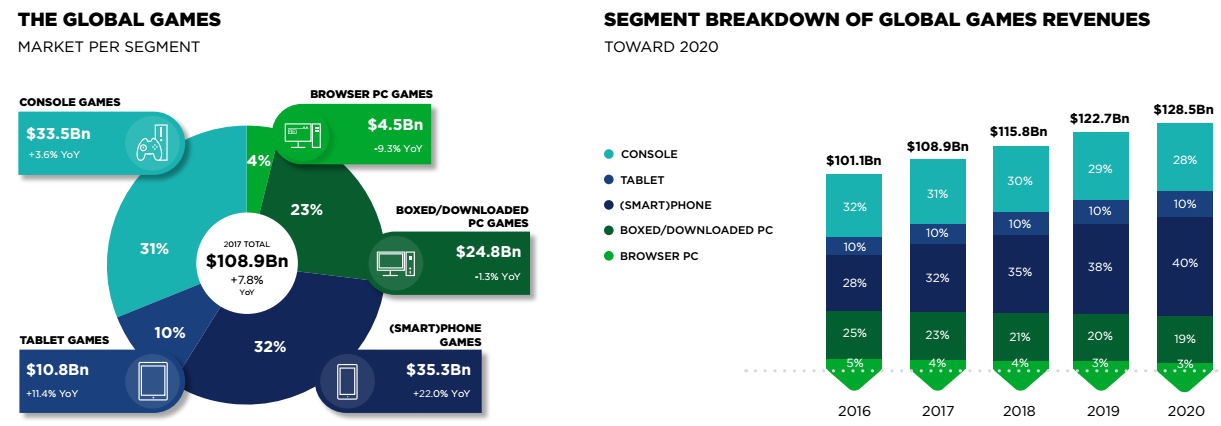 THE GLOBAL GAMES
MARKET PER SEGMENT
CONSOLE GAMES
$33.5Bn
+3.6% YoY
BROWSER PC GAMES
$4.5Bn
-9.3% YoY
4%
23%
BOXED/DOWNLOADED
PC GAMES
$24.8Bn
-1.3% YoY
31%
2017 TOTAL
$108.9Bn
+7.8%
YoY
10%
32%
TABLET GAMES
$10.8Bn
+11.4% YoY
(SMART)PHONE
GAMES
$35.3Bn
+22.0% YoY
SEGMENT BREAKDOWN OF GLOBAL GAMES REVENUES
TOWARD 2020
CONSOLE
TABLET
(SMART)PHONE
BOXED/DOWNLOADED PC
BROWSER PC
$101.1Bn
32%
10%
28%
25%
5%
2016
$108.9Bn
31%
10%
32%
23%
4%
2017
$115.8Bn
30%
10%
35%
21%
4%
2018
$122.7Bn
29%
10%
38%
20%
3%
2019
$128.5Bn
28%
10%
40%
19%
3%
2020